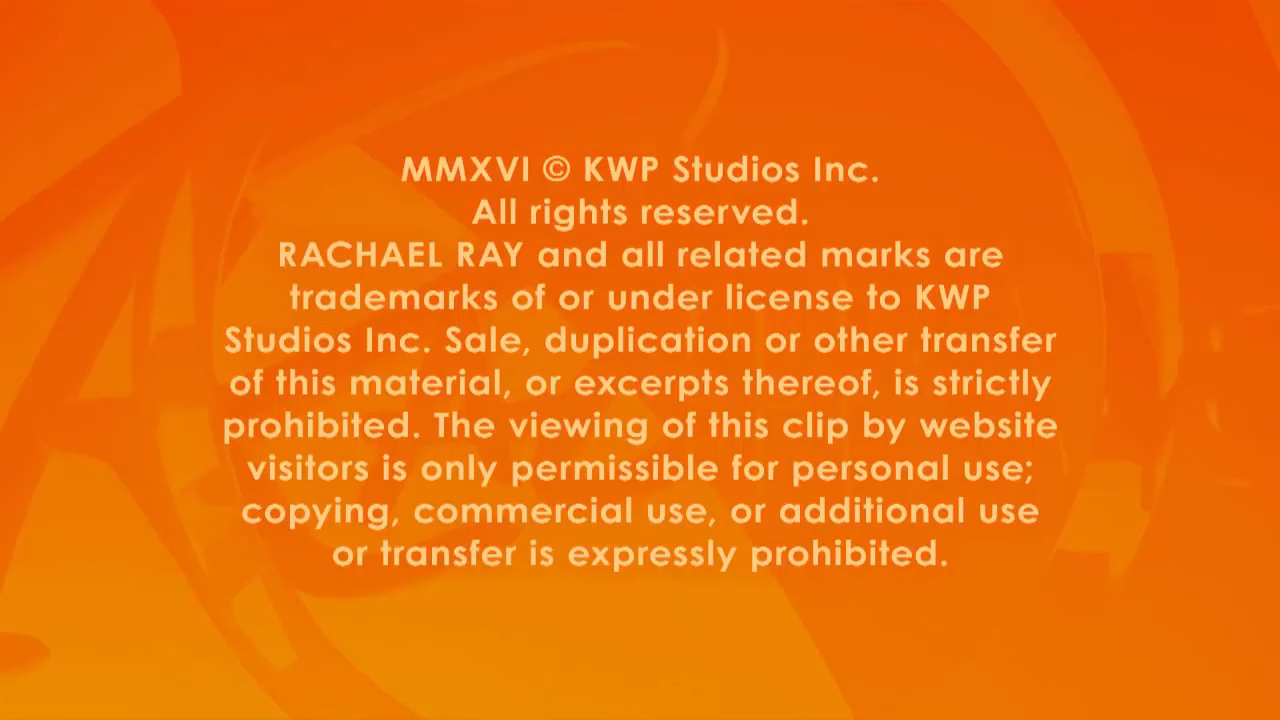 MMXVI © KWP Studios Inc.
All rights reserved.
RACHAEL RAY and all related marks are
trademarks of or under license to KWP
Studios Inc. Sale, duplication or other transfer
of this material, or excerpts thereof, is strictly
prohibited. The viewing of this clip by website
visitors is only permissible for personal use;
copying, commercial use, or additional use
or transfer is expressly prohibited.